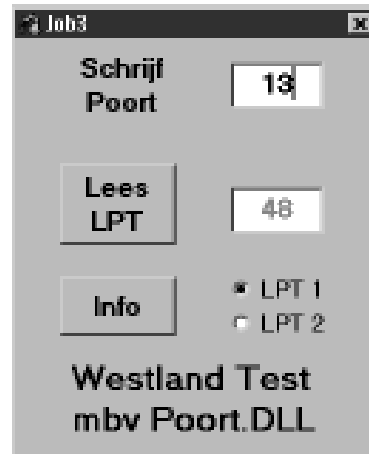 Job3
Schrijf
Poort
13
Lees
LPT
48
Info
LPT 1
LPT 2
Westland Test
mbv Poort.DLL